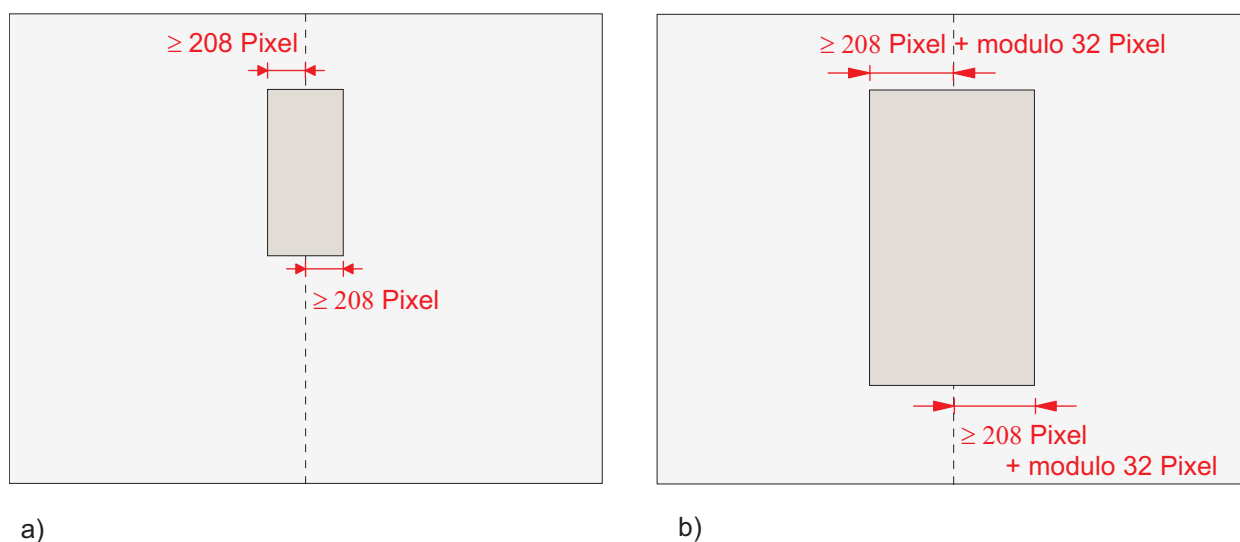 ≥ 208 Pixel
≥ 208 Pixel
a)
≥ 208 Pixel + modulo 32 Pixel
≥ 208 Pixel
+ modulo 32 Pixel
b)